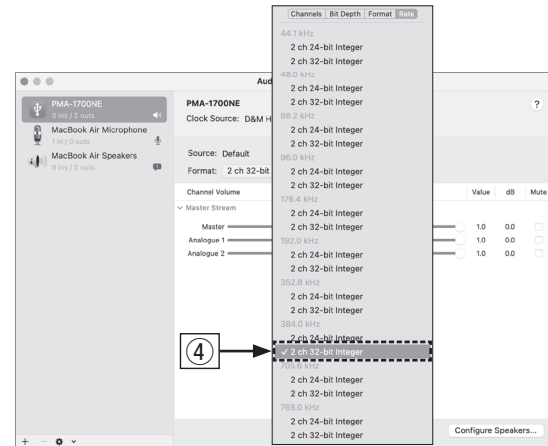 Channels Bit Depth Format Rate
44.1 kHz
2 ch 24-bit Integer
2 ch 32-bit Integer
48.0 kHz
2 ch 24-bit Integer
2 ch 32-bit Integer
88.2 kHz
2 ch 24-bit Integer
2 ch 32-bit Integer
96.0 kHz
2 ch 24-bit Integer
2 ch 32-bit Integer
176.4 kHz
2 ch 24-bit Integer
2 ch 32-bit Integer
192.0 kHz
2 ch 24-bit Integer
2 ch 32-bit Integer
352.8 kHz
2 ch 24-bit Integer
2 ch 32-bit Integer
384.0 kHz
2 ch 24-bit Integer
✓ 2 ch 32-bit Integer
705.6 kHz
2 ch 24-bit Integer
2 ch 32-bit Integer
768.0 kHz
2 ch 24-bit Integer
2 ch 32-bit Integer
Aud
PMA-1700NE
0 ins / 2 outs
MacBook Air Microphone
1 in / 0 outs
MacBook Air Speakers
0 ins / 2 outs
PMA-1700NE
?
Clock Source: D&M H
Source: Default
Format: 2 ch 32-bit
Channel Volume Value dB Mute
Master Stream
Master 1.0 0.0
Analogue 1 1.0 0.0
Analogue 2 1.0 0.0
④
Configure Speakers...